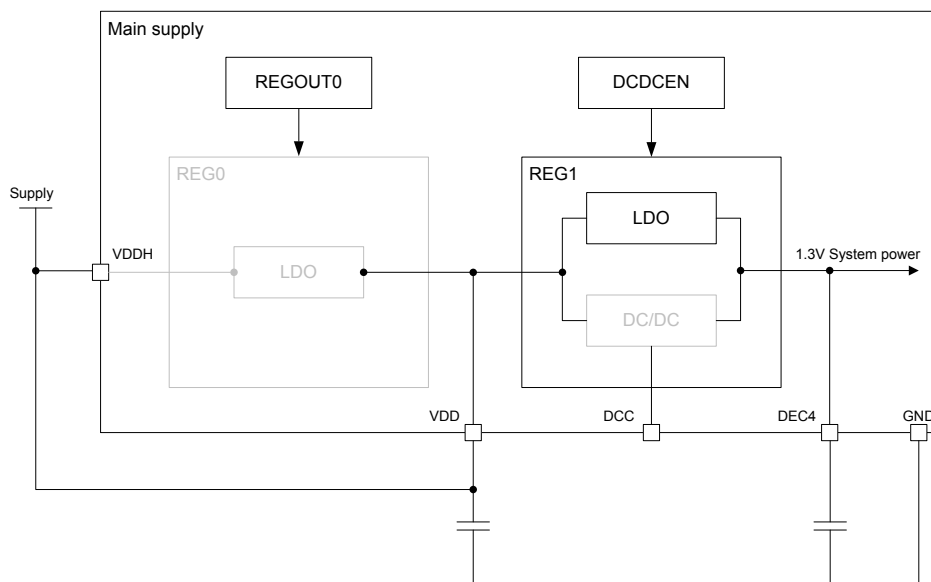 Main supply
REGOUT0
DCDCEN
REG0
REG1
Supply
LDO
VDDH
1.3V System power
LDO
DC/DC
VDD
DCC
DEC4
GND